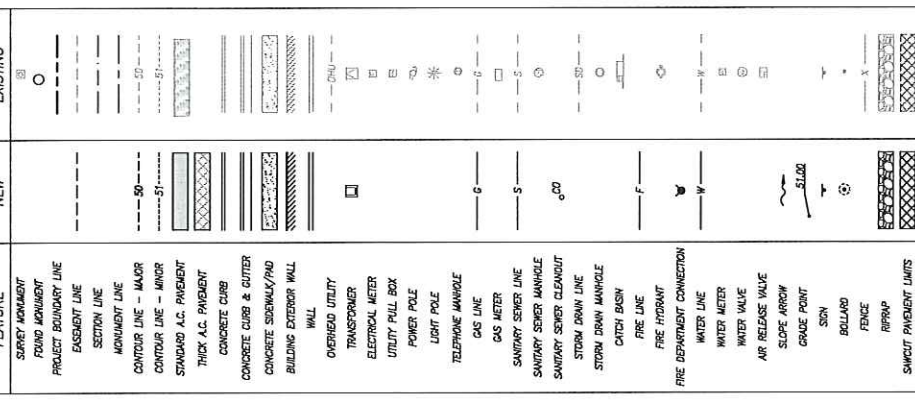 FEATURE NEW EXISTING
SURVEY MONUMENT
FOUND MONUMENT
PROJECT BOUNDARY LINE
EASEMENT LINE
SECTION LINE
MONUMENT LINE
CONTOUR LINE - MAJOR 50 50
CONTOUR LINE - MINOR 51 51
STANDARD A.C. PAVEMENT
THICK A.C. PAVEMENT
CONCRETE CURB
CONCRETE CURB & GUTTER
CONCRETE SIDEWALK/PAD
BUILDING EXTERIOR WALL
WALL
OVERHEAD UTILITY OHU
TRANSFORMER
ELECTRICAL METER
UTILITY PULL BOX
POWER POLE
LIGHT POLE
TELEPHONE MANHOLE
GAS LINE G G
GAS METER
SANITARY SEWER LINE S S
SANITARY SEWER MANHOLE
SANITARY SEWER CLEANOUT CO
STORM DRAIN LINE SD
STORM DRAIN MANHOLE
CATCH BASIN
FIRE LINE F
FIRE HYDRANT
FIRE DEPARTMENT CONNECTION
WATER LINE W W
WATER METER
WATER VALVE
AIR RELEASE VALVE
SLOPE ARROW
GRADE POINT 51.00
SIGN
BOLLARD
FENCE X
RIPRAP
SAWCUT PAVEMENT LIMITS